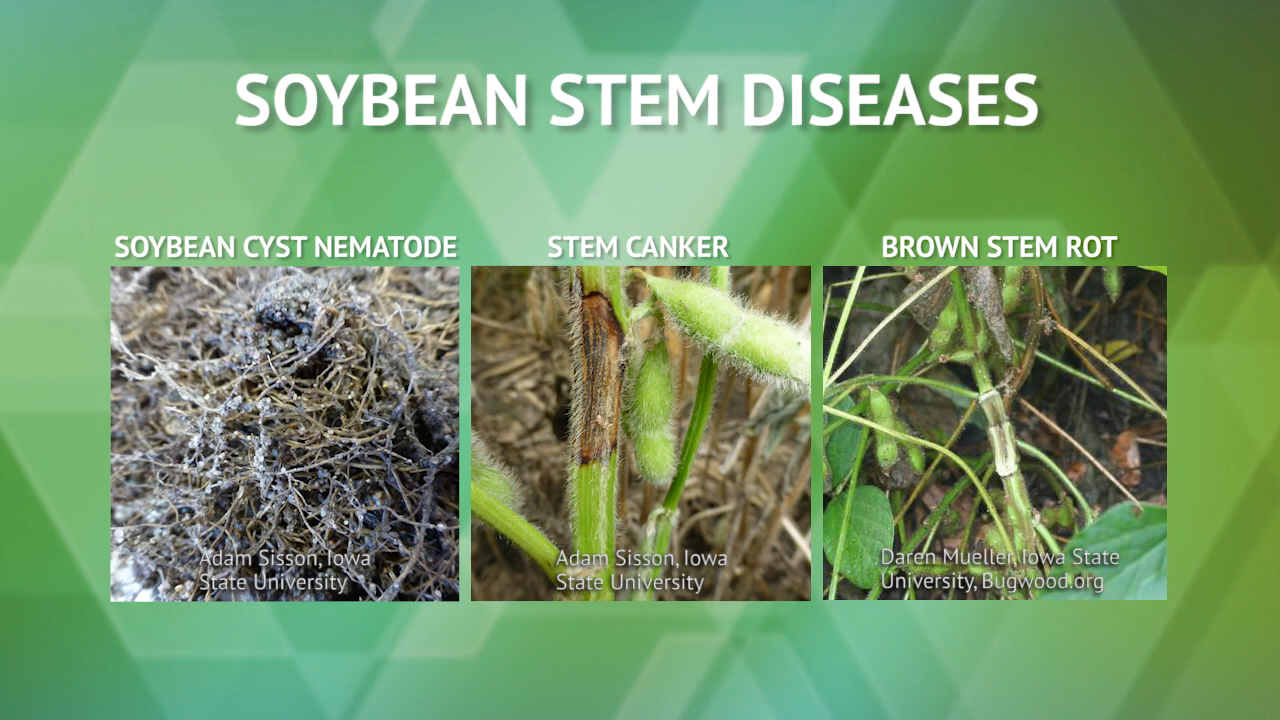 SOYBEAN STEM DISEASES
SOYBEAN CYST NEMATODE
STEM CANKER
BROWN STEM ROT
Adam Sisson, Iowa
State University
Adam Sisson, Iowa
State University
Daren Mueller, Iowa State
University, Bugwood.org